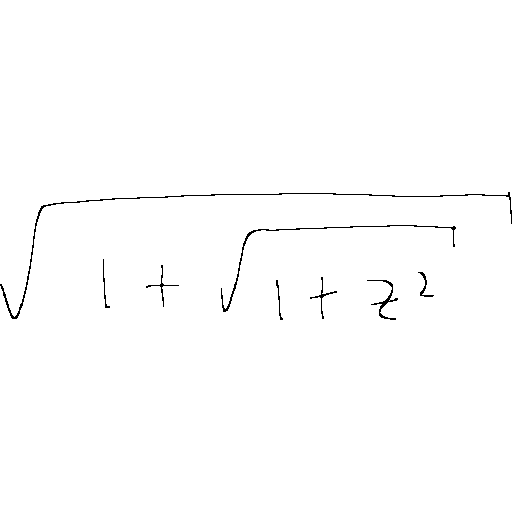 √(1 + √(1 + z²))